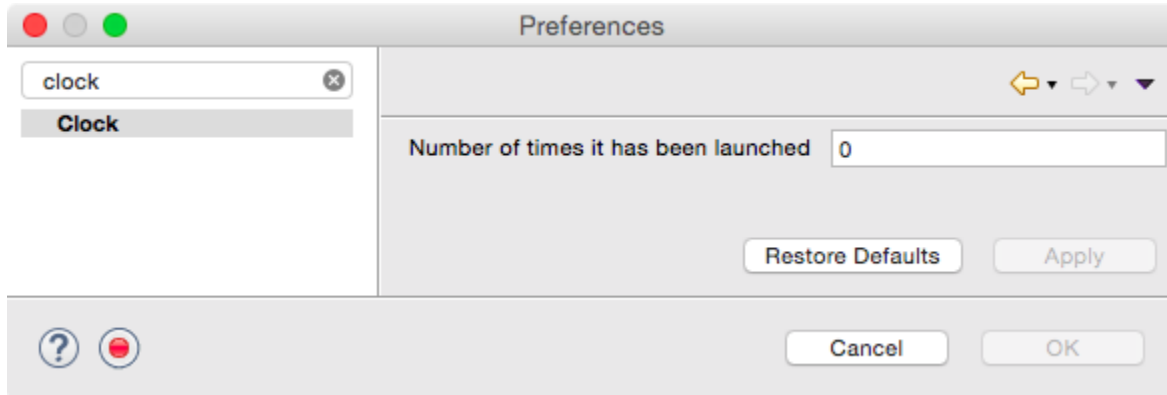 Preferences
clock
Clock
Number of times it has been launched 0
Restore Defaults Apply
? Cancel OK